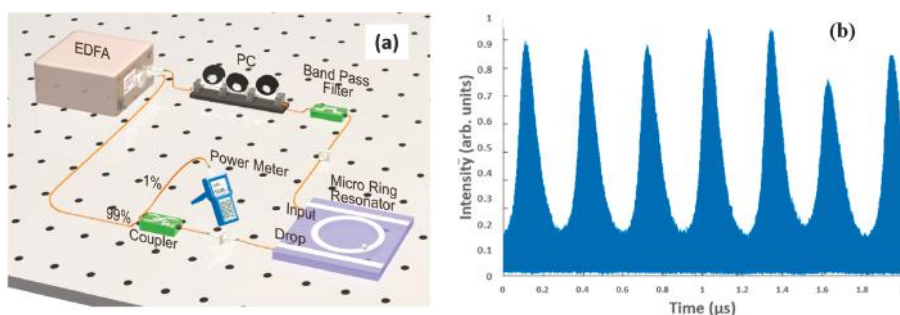 (a)
EDFA
PC
Band Pass
Filter
Power Meter
1%
Micro Ring
Resonator
Input
99%
Coupler
Drop
(b)
Intensity (arb. units)
1
0.9
0.8
0.7
0.6
0.5
0.4
0.3
0.2
0.1
0
0 0.2 0.4 0.6 0.8 1 1.2 1.4 1.6 1.8 2
Time (μs)